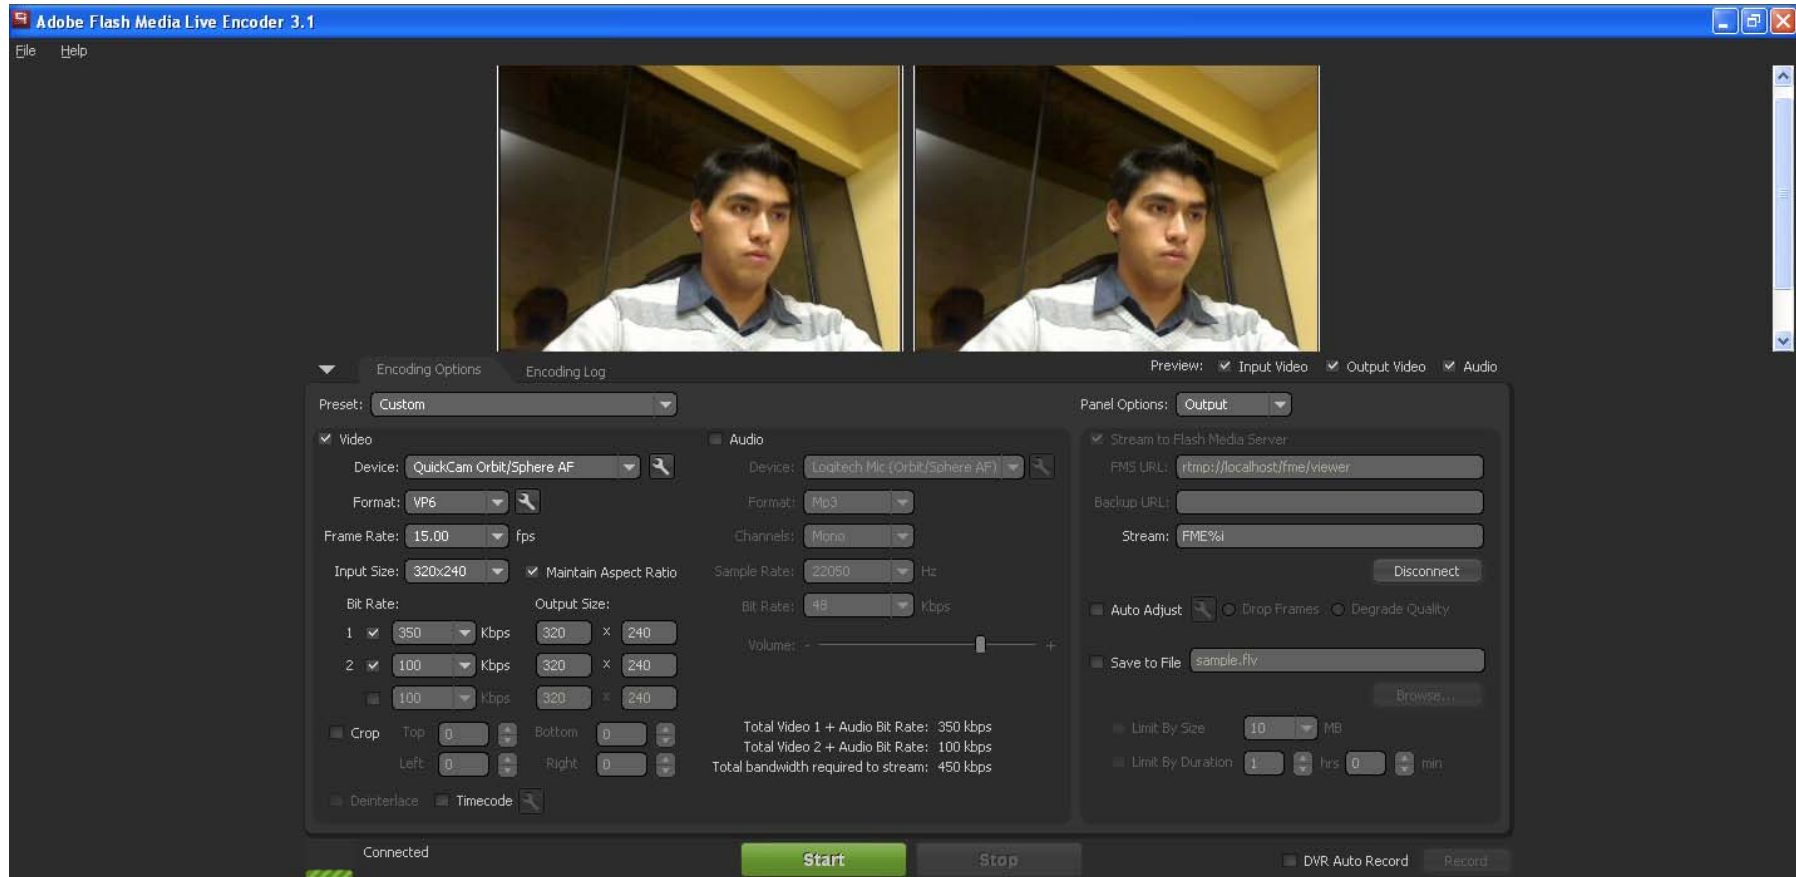 Adobe Flash Media Live Encoder 3.1
File Help
Encoding Options Encoding Log Preview: Input Video Output Video Audio
Preset: Custom Panel Options: Output
Video Audio Stream to Flash Media Server
Device: QuickCam Orbit/Sphere AF Device: Logitech Mic (Orbit/Sphere AF) FMS URL: rtmp://localhost/fme/viewer
Format: VP6 Format: Mp3 Backup URL:
Frame Rate: 15.00 fps Channels: Mono Stream: FME%i
Input Size: 320x240 Maintain Aspect Ratio Sample Rate: 22050 Hz Disconnect
Bit Rate: Output Size: Bit Rate: 48 Kbps Auto Adjust Drop Frames Degrade Quality
1 350 Kbps 320 x 240 Volume: - +
2 100 Kbps 320 x 240 Save to File sample.flv
100 Kbps 320 x 240 Browse...
Crop Top 0 Bottom 0 Total Video 1 + Audio Bit Rate: 350 kbps Limit By Size 10 MB
Total Video 2 + Audio Bit Rate: 100 kbps
Left 0 Right 0 Total bandwidth required to stream: 450 kbps Limit By Duration 1 hrs 0 min
Deinterlace Timecode
Connected Start Stop DVR Auto Record Record